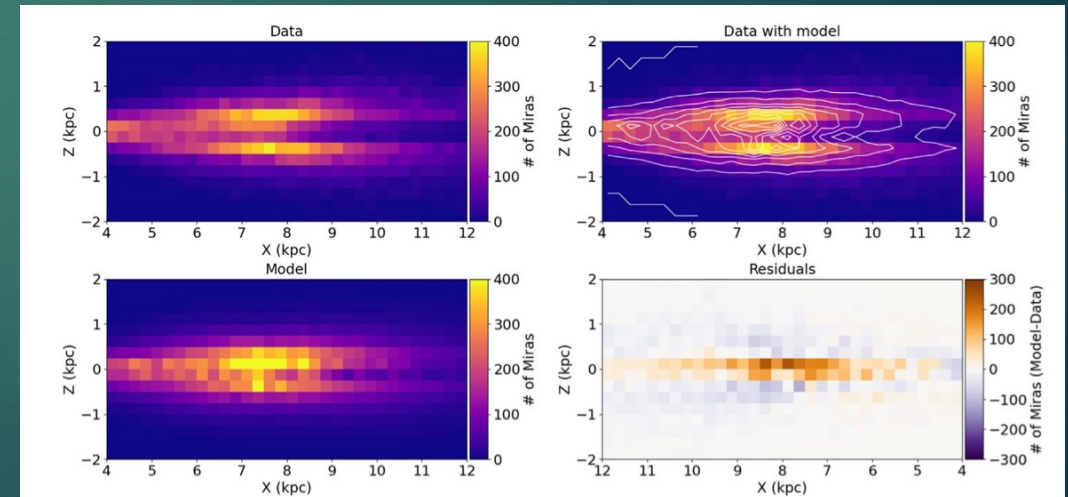 Data
2
1
0
−1
−2
Z (kpc)
4 5 6 7 8 9 10 11 12
X (kpc)
400
300
200
100
0
# of Miras
Data with model
2
1
0
−1
−2
Z (kpc)
4 5 6 7 8 9 10 11 12
X (kpc)
400
300
200
100
0
# of Miras
Model
2
1
0
−1
−2
Z (kpc)
4 5 6 7 8 9 10 11 12
X (kpc)
400
300
200
100
0
# of Miras
Residuals
2
1
0
−1
−2
Z (kpc)
12 11 10 9 8 7 6 5 4
X (kpc)
300
200
100
0
−100
−200
−300
# of Miras (Model-Data)